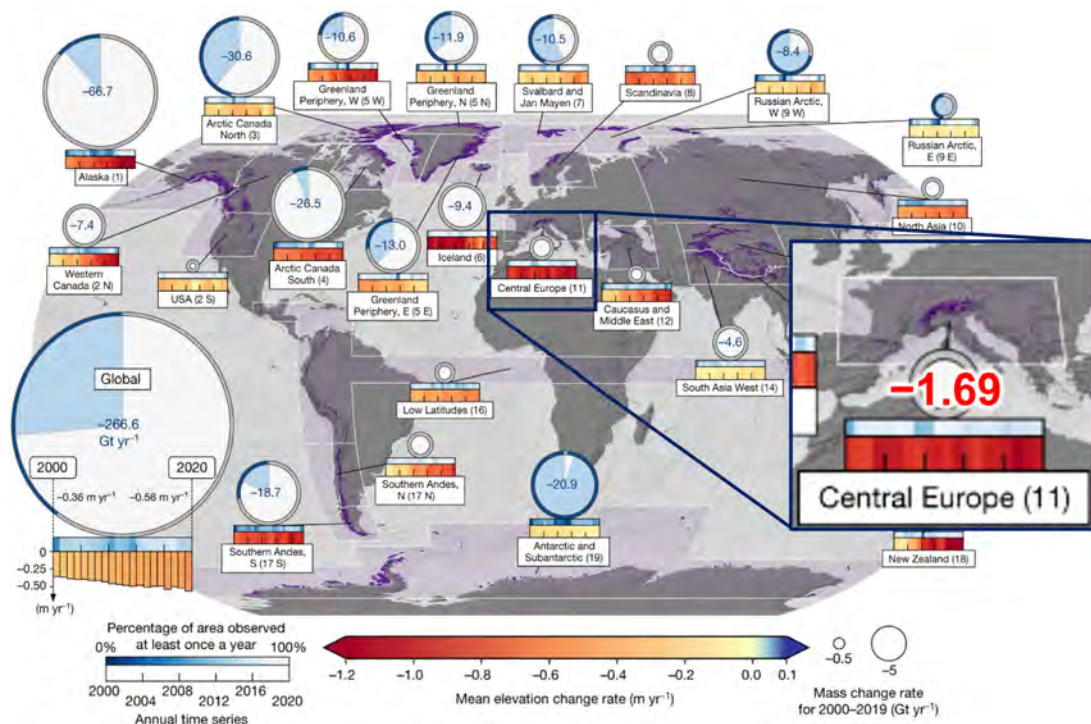 −66.7
Alaska (1)
−30.6
Arctic Canada
North (3)
−10.6
Greenland
Periphery, W (5 W)
−11.9
Greenland
Periphery, N (5 N)
−10.5
Svalbard and
Jan Mayen (7)
Scandinavia (8)
−8.4
Russian Arctic,
W (9 W)
Russian Arctic,
E (9 E)
North Asia (10)
−7.4
Western
Canada (2 N)
USA (2 S)
−26.5
Arctic Canada
South (4)
−13.0
Greenland
Periphery, E (5 E)
−9.4
Iceland (6)
Central Europe (11)
Caucasus and
Middle East (12)
−4.6
South Asia West (14)
−1.69
Central Europe (11)
Global
−266.6
Gt yr⁻¹
2000
2020
−0.36 m yr⁻¹
−0.56 m yr⁻¹
0
−0.25
−0.50
(m yr⁻¹)
Low Latitudes (16)
Southern Andes,
N (17 N)
−18.7
Southern Andes,
S (17 S)
−20.9
Antarctic and
Subantarctic (19)
New Zealand (18)
Percentage of area observed
at least once a year
0%
100%
2000
2004
2008
2012
2016
2020
Annual time series
−1.2
−1.0
−0.8
−0.6
−0.4
−0.2
0.0
0.1
Mean elevation change rate (m yr⁻¹)
−0.5
−5
Mass change rate
for 2000–2019 (Gt yr⁻¹)